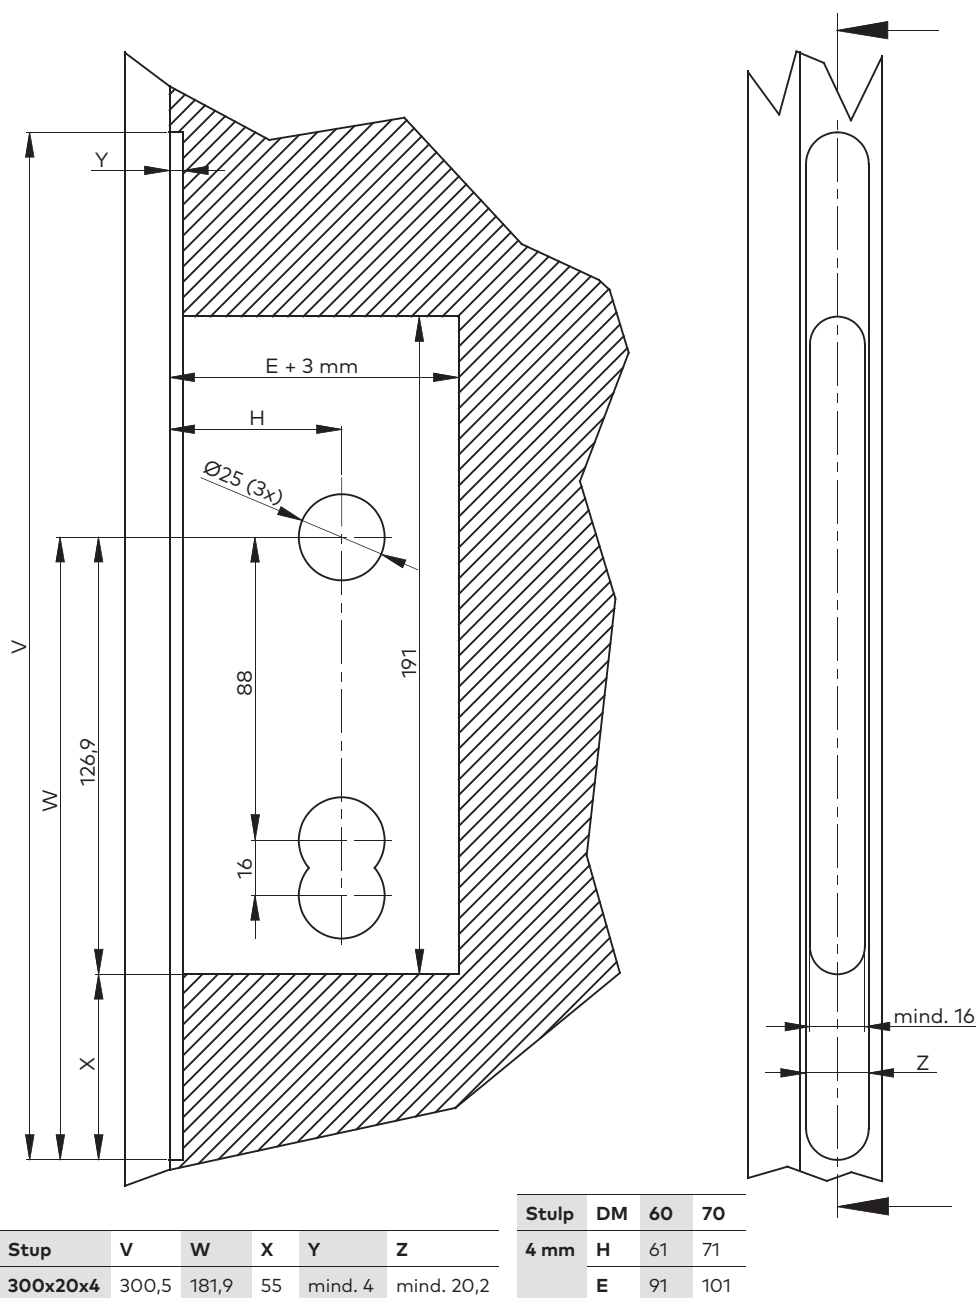 Y
E + 3 mm
H
Ø25 (3x)
V
W
126,9
88
191
16
X
mind. 16
Z
Stulp DM 60 70
4 mm H 61 71
E 91 101
Stup V W X Y Z
300x20x4 300,5 181,9 55 mind. 4 mind. 20,2